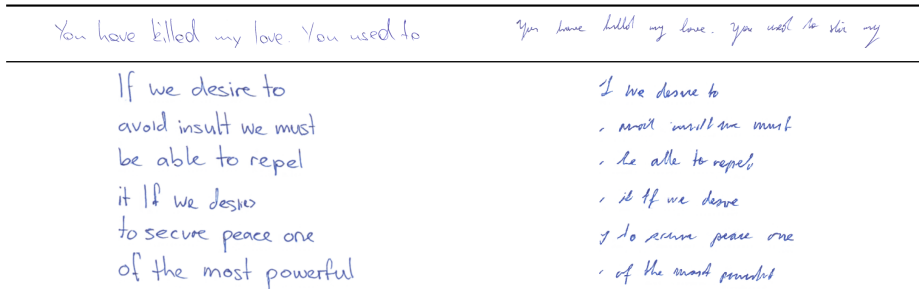 You have killed my love. You used to
You have killed my love. You used to stir my
If we desire to
avoid insult we must
be able to repel
it If we desire
to secure peace one
of the most powerful
If we desire to
, avoid insult we must
, be able to repel,
, it If we desire
to secure peace one
, of the most powerful